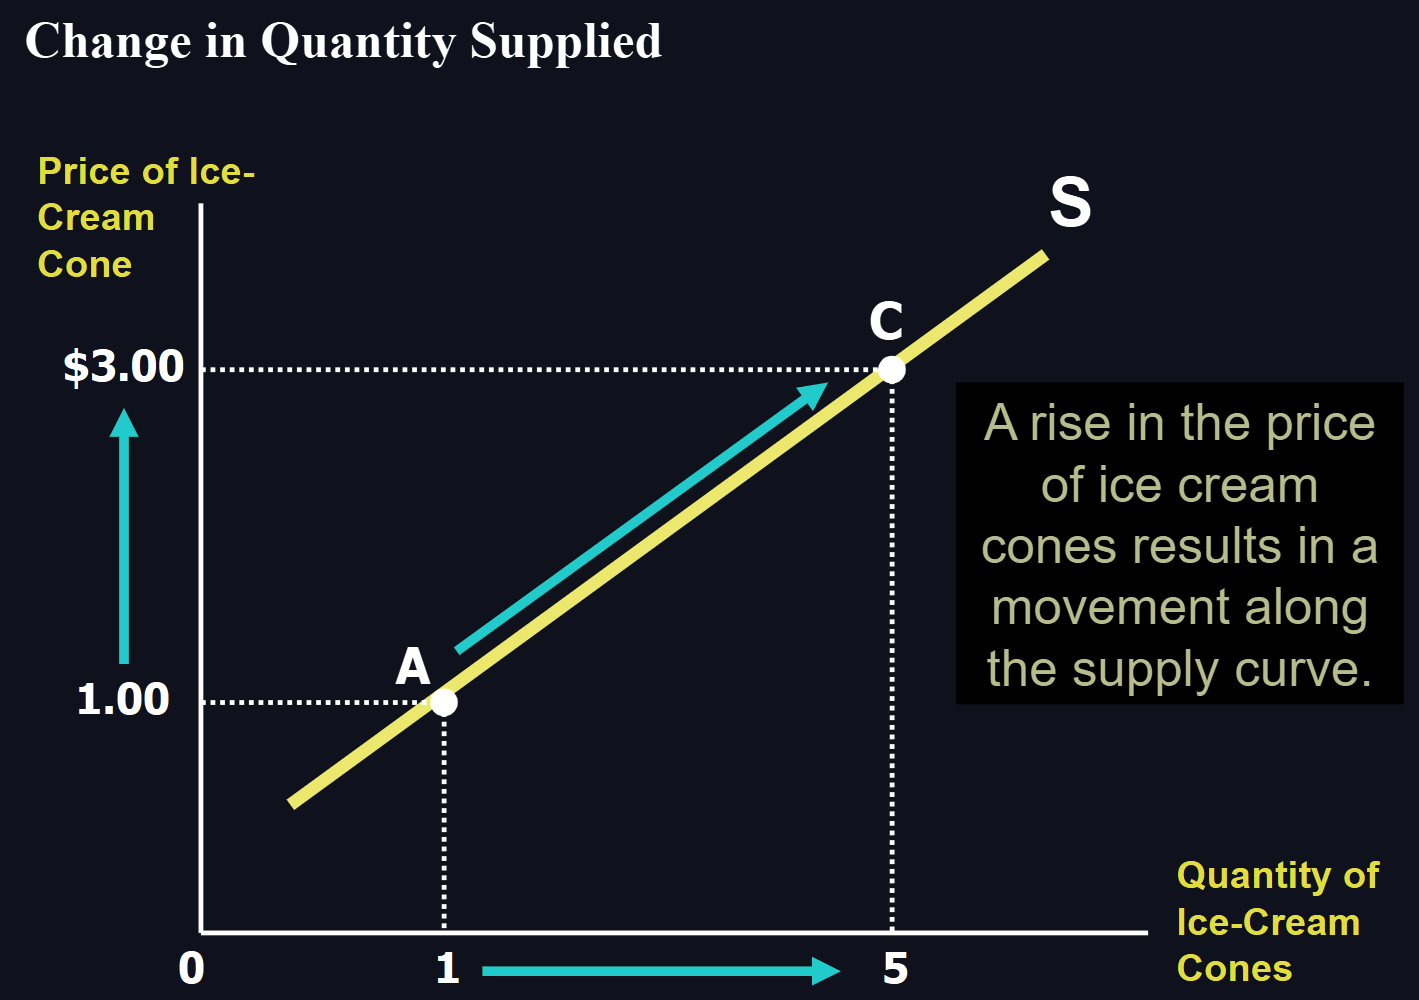 Change in Quantity Supplied
Price of Ice-
Cream
Cone
S
C
$3.00
A rise in the price
of ice cream
cones results in a
movement along
the supply curve.
A
1.00
Quantity of
Ice-Cream
Cones
0
1
5